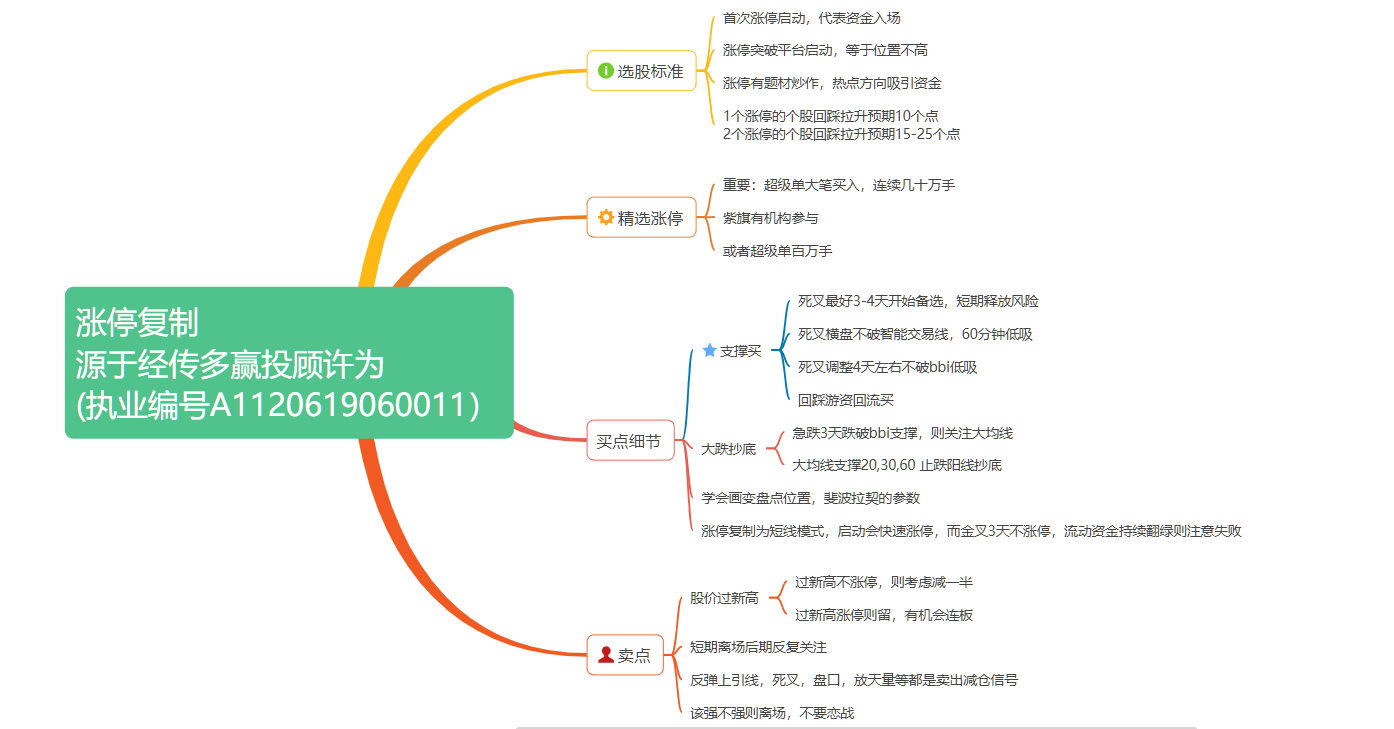 涨停复制
源于经传多赢投顾许为
(执业编号A1120619060011）
选股标准
首次涨停启动，代表资金入场
涨停突破平台启动，等于位置不高
涨停有题材炒作，热点方向吸引资金
1个涨停的个股回踩拉升预期10个点
2个涨停的个股回踩拉升预期15-25个点
精选涨停
重要：超级单大笔买入，连续几十万手
紫旗有机构参与
或者超级单百万手
买点细节
支撑买
死叉最好3-4天开始备选，短期释放风险
死叉横盘不破智能交易线，60分钟低吸
死叉调整4天左右不破bbi低吸
回踩游资回流买
大跌抄底
急跌3天跌破bbi支撑，则关注大均线
大均线支撑20,30,60 止跌阳线抄底
学会画变盘点位置，斐波拉契的参数
涨停复制为短线模式，启动会快速涨停，而金叉3天不涨停，流动资金持续翻绿则注意失败
卖点
股价过新高
过新高不涨停，则考虑减一半
过新高涨停则留，有机会连板
短期离场后期反复关注
反弹上引线，死叉，盘口，放天量等都是卖出减仓信号
该强不强则离场，不要恋战